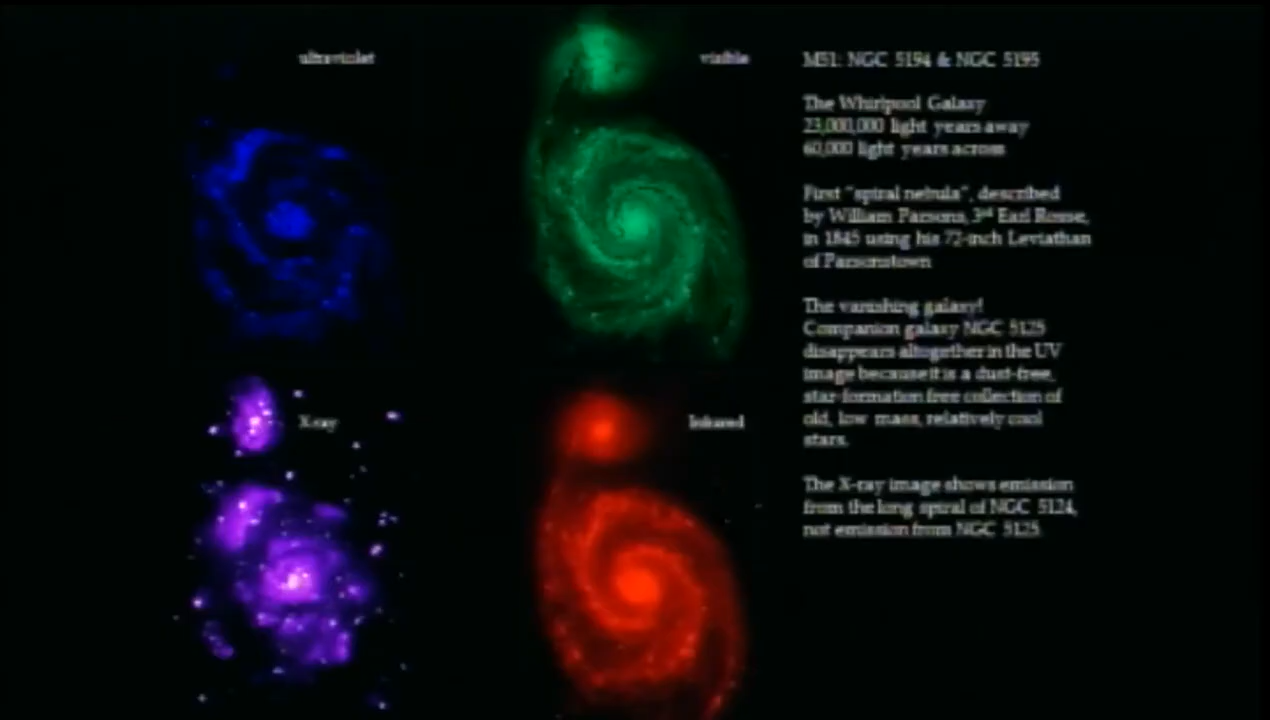 ultraviolet
visible
M51: NGC 5194 & NGC 5195
The Whirlpool Galaxy
23,000,000 light years away
60,000 light years across
First "spiral nebula", described
by William Parsons, 3rd Earl Rosse,
in 1845 using his 72-inch Leviathan
of Parsonstown
The vanishing galaxy!
Companion galaxy NGC 5125
disappears altogether in the UV
image because it is a dust-free,
star-formation free collection of
old, low mass, relatively cool
stars.
X-ray
Infrared
The X-ray image shows emission
from the long spiral of NGC 5124,
not emission from NGC 5125.